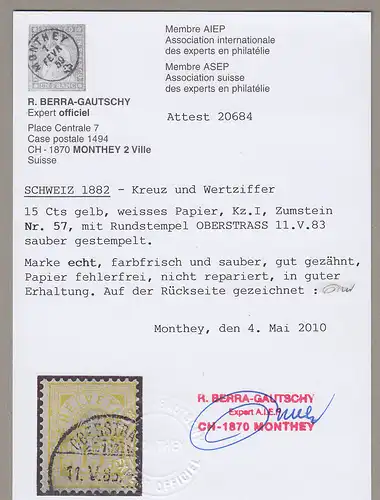 MONTHEY
Membre AIEP
Association internationale
des experts en philatélie
Membre ASEP
Association suisse
des experts en philatélie
R. BERRA-GAUTSCHY
Expert officiel
Place Centrale 7
Case postale 1494
CH - 1870 MONTHEY 2 Ville
Suisse
Attest 20684
SCHWEIZ 1882 - Kreuz und Wertziffer
15 Cts gelb, weisses Papier, Kz.I, Zumstein
Nr. 57, mit Rundstempel OBERSTRASS 11.V.83
sauber gestempelt.
Marke echt, farbfrisch und sauber, gut gezähnt,
Papier fehlerfrei, nicht repariert, in guter
Erhaltung. Auf der Rückseite gezeichnet :
Monthey, den 4. Mai 2010
R. BERRA-GAUTSCHY
Expert A.I.E.P.
CH-1870 MONTHEY
11.V.83